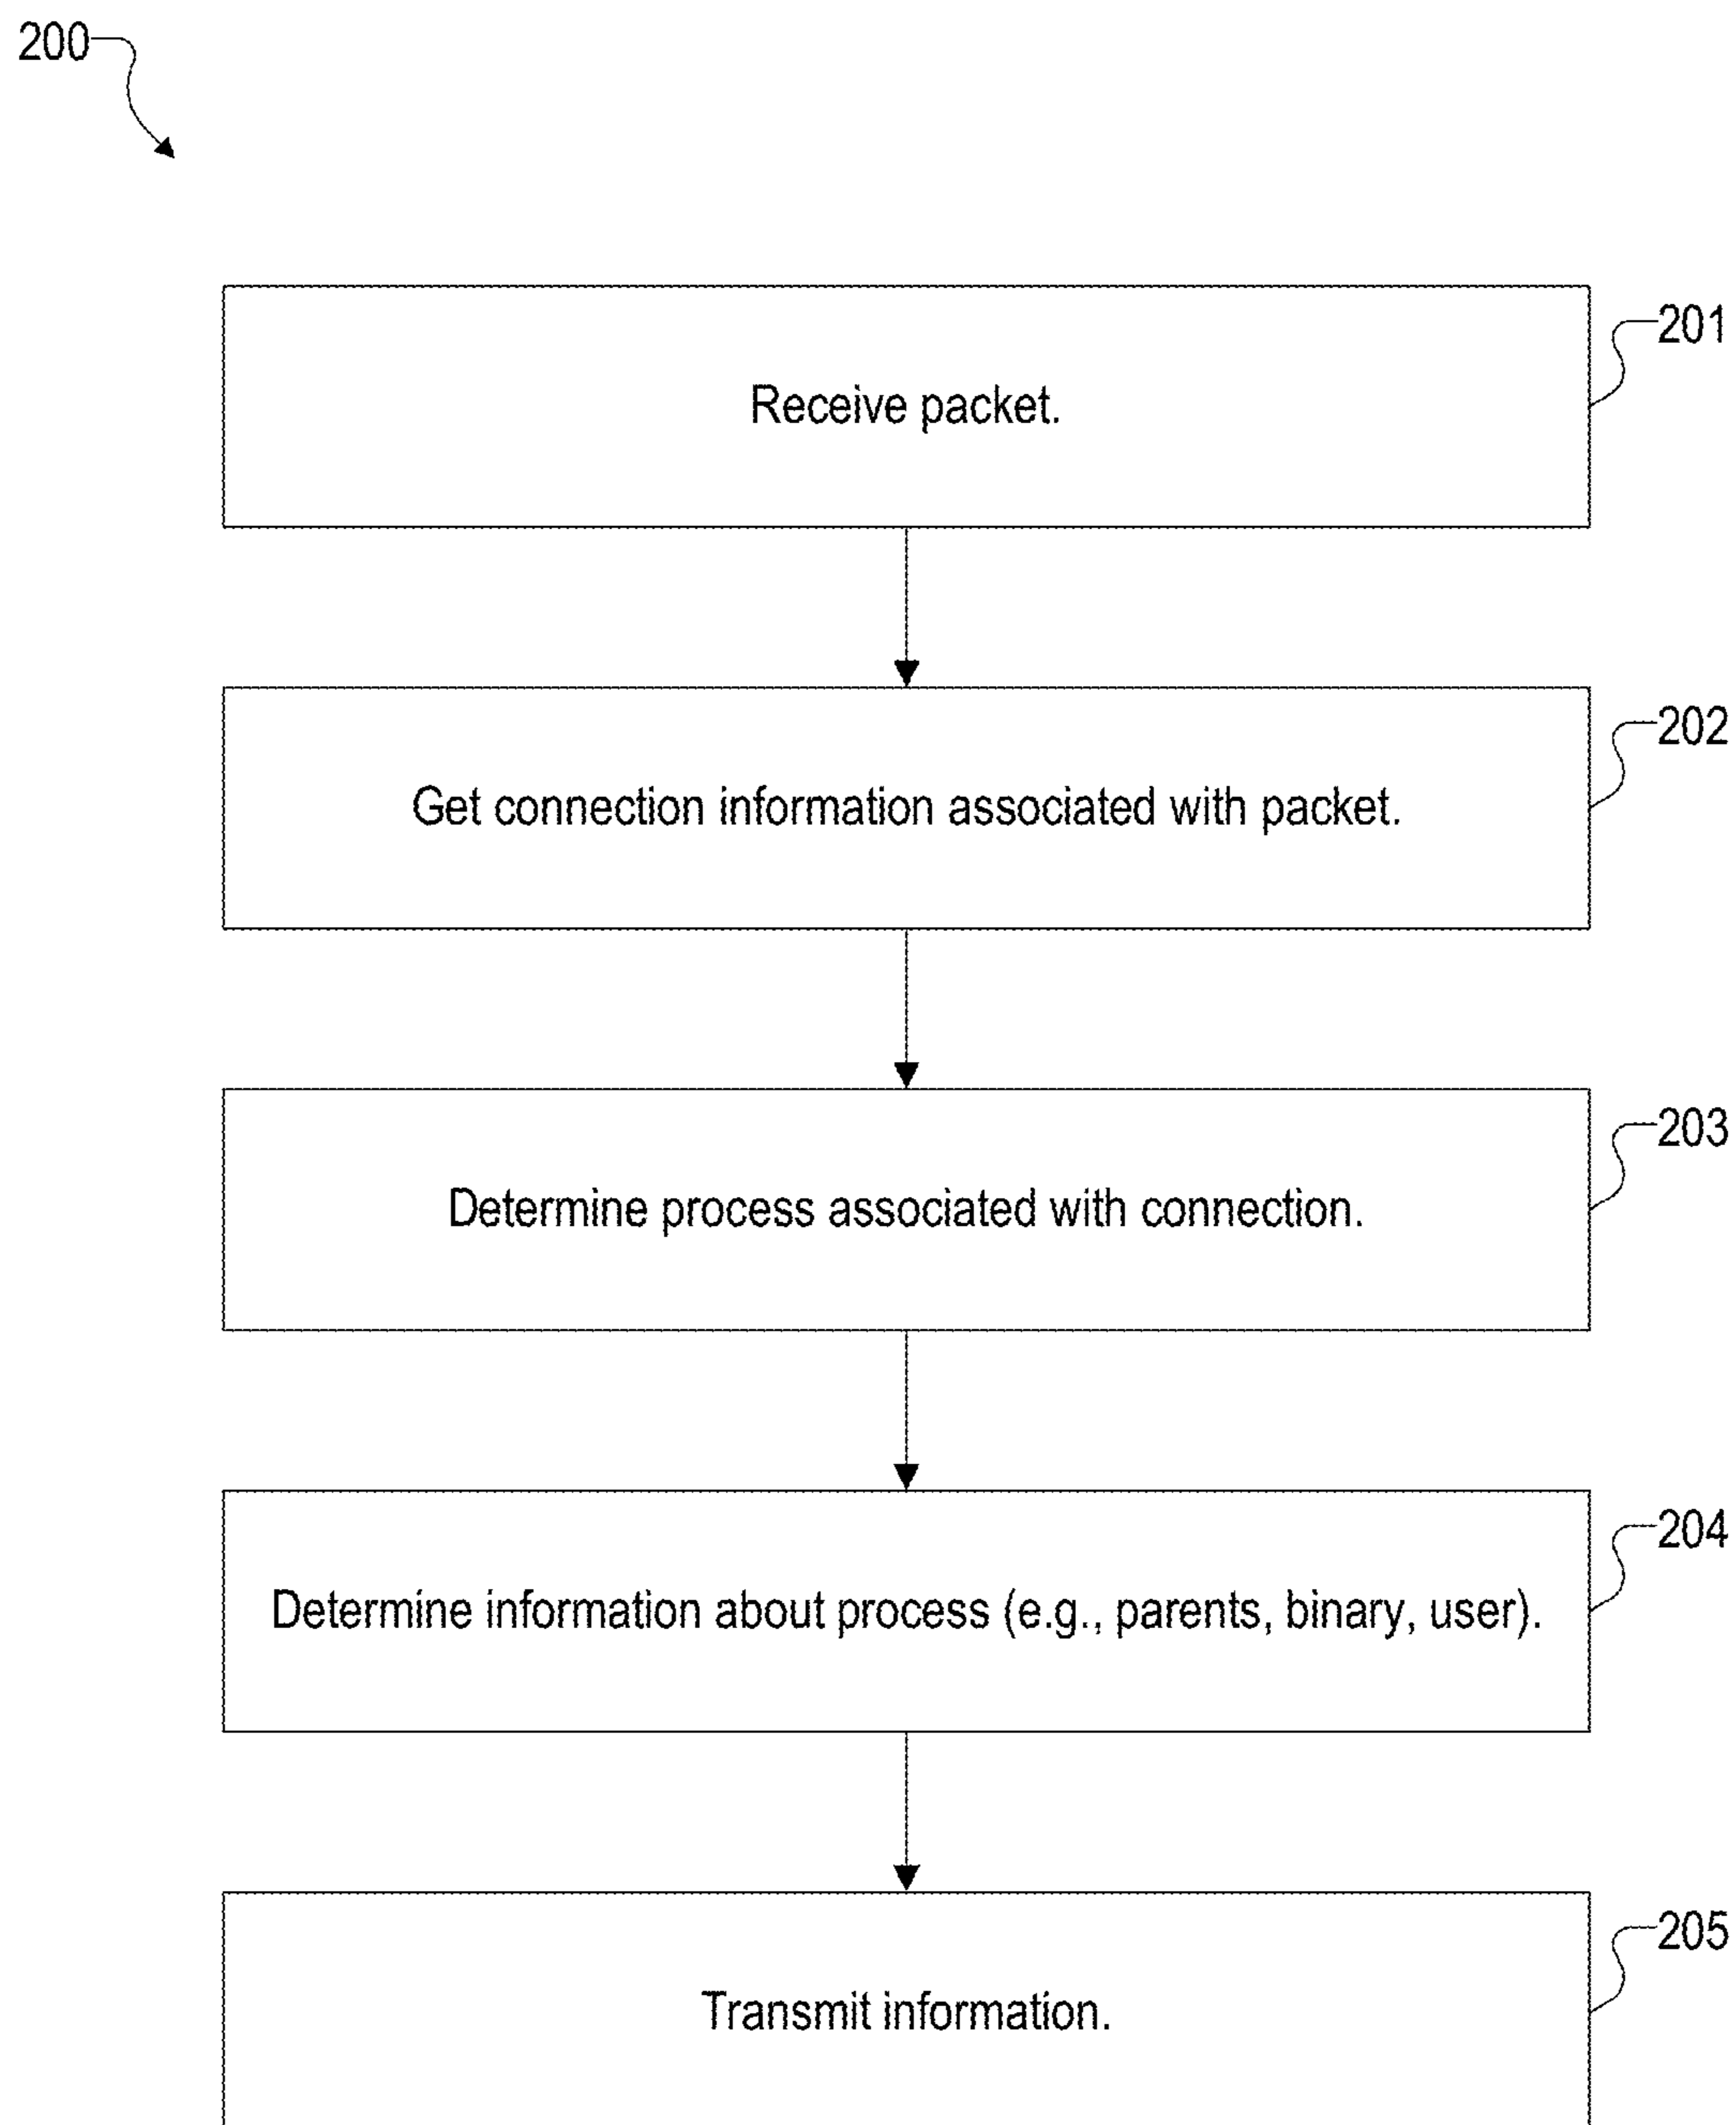 200
201
Receive packet.
202
Get connection information associated with packet.
203
Determine process associated with connection.
204
Determine information about process (e.g., parents, binary, user).
205
Transmit information.